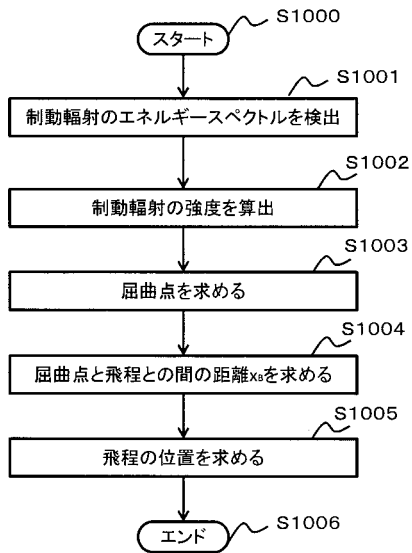 S1000
スタート
S1001
制動輻射のエネルギースペクトルを検出
S1002
制動輻射の強度を算出
S1003
屈曲点を求める
S1004
屈曲点と飛程との間の距離xBを求める
S1005
飛程の位置を求める
エンド
S1006